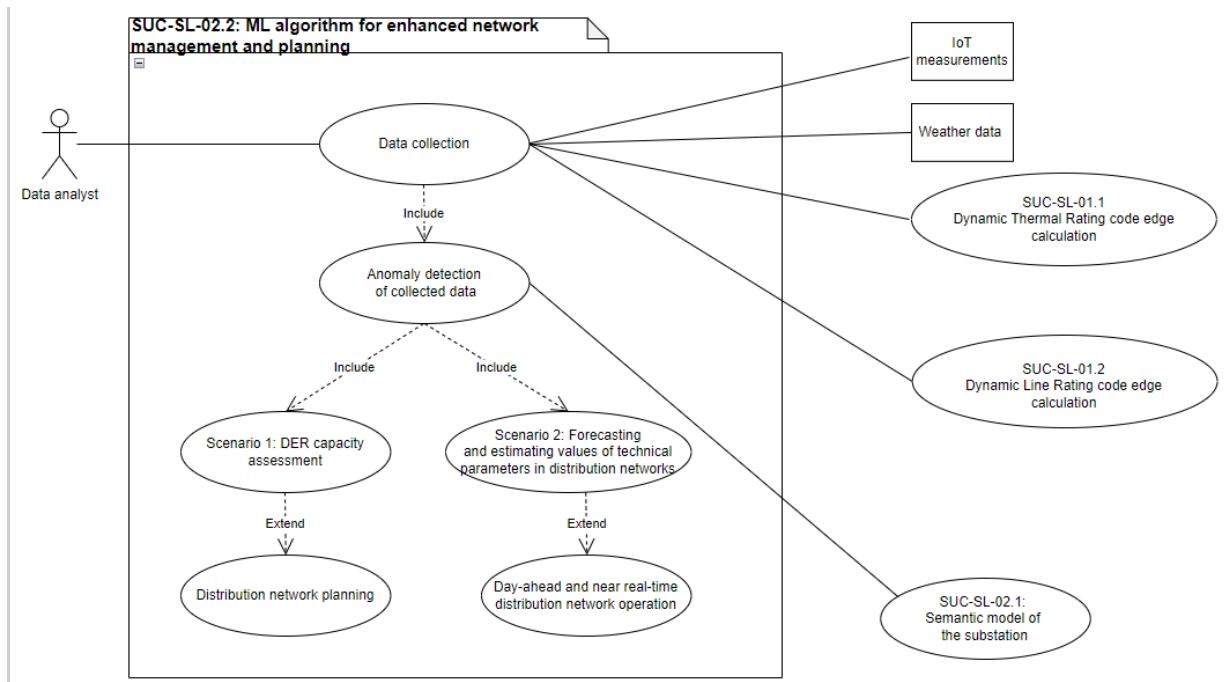 SUC-SL-02.2: ML algorithm for enhanced network
management and planning
IoT
measurements
Weather data
Data collection
Data analyst
SUC-SL-01.1
Dynamic Thermal Rating code edge
calculation
Include
Anomaly detection
of collected data
Include
Include
SUC-SL-01.2
Dynamic Line Rating code edge
calculation
Scenario 1: DER capacity
assessment
Scenario 2: Forecasting
and estimating values of technical
parameters in distribution networks
Extend
Extend
Distribution network planning
Day-ahead and near real-time
distribution network operation
SUC-SL-02.1:
Semantic model of
the substation